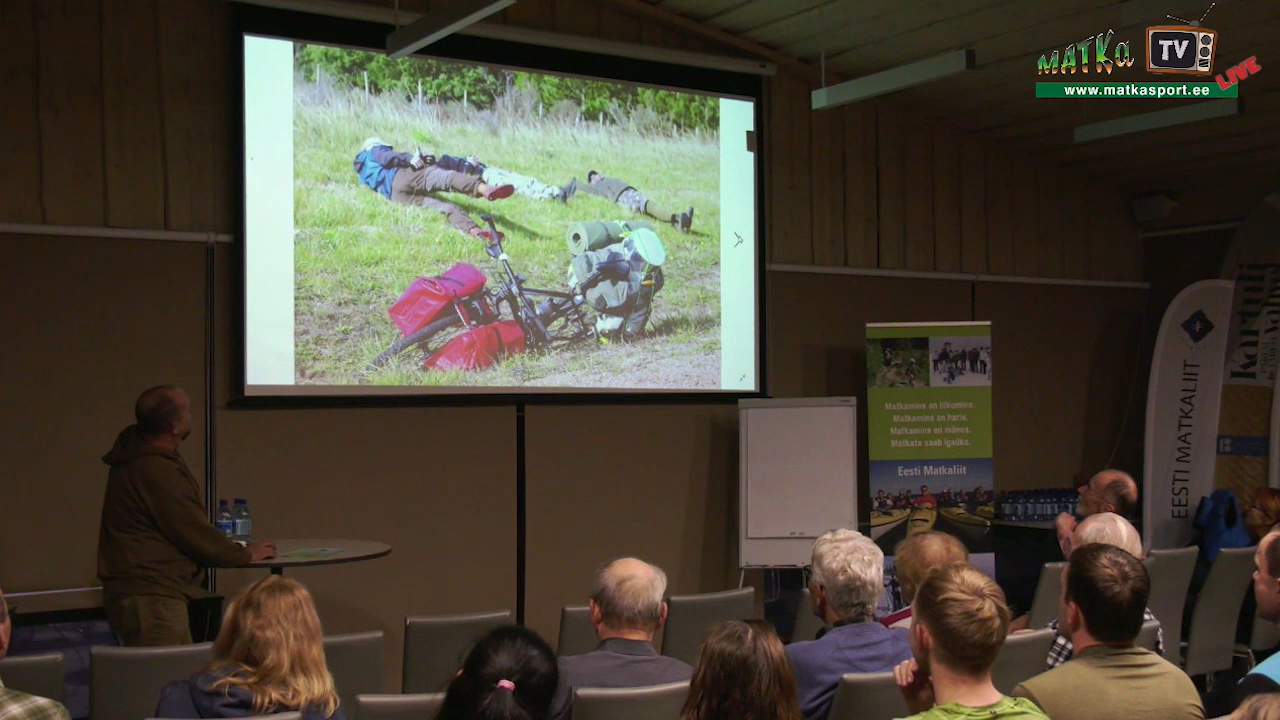 MATKa
TV
LIVE
www.matkasport.ee
Matkamine on liikumine.
Matkamine on hariv.
Matkamine on mõnus.
Matkata saab igaüks.
Eesti Matkaliit
EESTI MATKALIIT